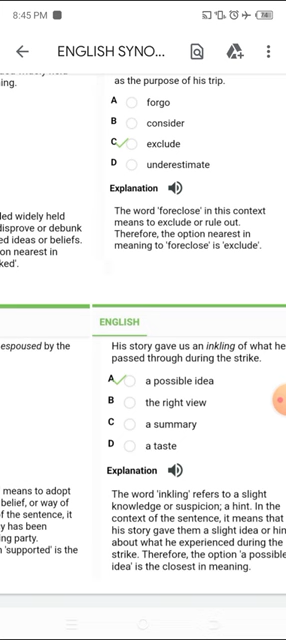 8:45 PM
74
ENGLISH SYNO...
ing.
as the purpose of his trip.
A forgo
B consider
C exclude
D underestimate
Explanation
The word 'foreclose' in this context
means to exclude or rule out.
Therefore, the option nearest in
meaning to 'foreclose' is 'exclude'.
led widely held
disprove or debunk
ed ideas or beliefs.
on nearest in
ked'.
ENGLISH
espoused by the
His story gave us an inkling of what he
passed through during the strike.
A a possible idea
B the right view
C a summary
D a taste
Explanation
means to adopt
belief, or way of
f the sentence, it
y has been
ing party.
n 'supported' is the
The word 'inkling' refers to a slight
knowledge or suspicion; a hint. In the
context of the sentence, it means that
his story gave them a slight idea or hin
about what he experienced during the
strike. Therefore, the option 'a possible
idea' is the closest in meaning.